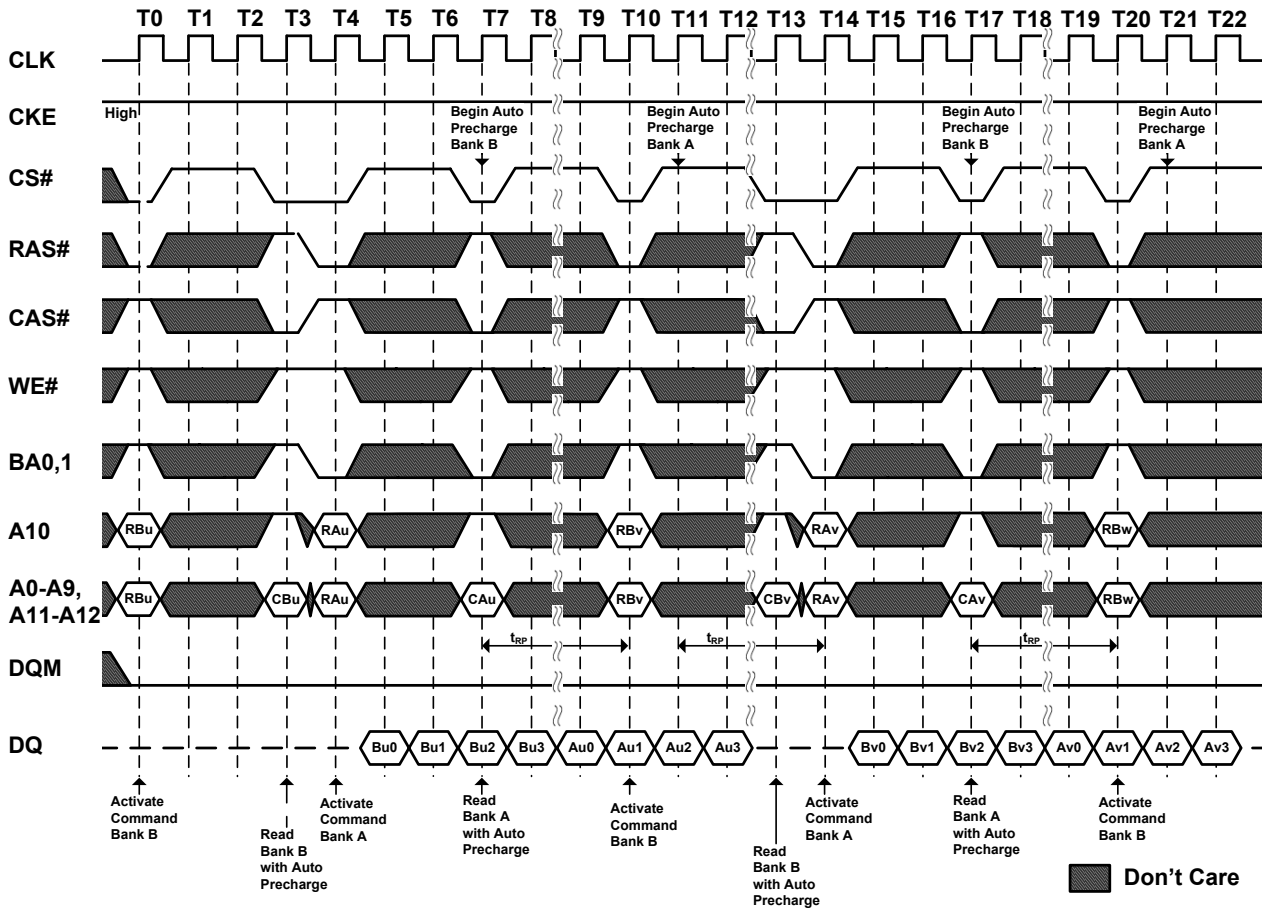 T0 T1 T2 T3 T4 T5 T6 T7 T8 T9 T10 T11 T12 T13 T14 T15 T16 T17 T18 T19 T20 T21 T22
CLK
CKE
High
Begin Auto
Precharge
Bank B
Begin Auto
Precharge
Bank A
Begin Auto
Precharge
Bank B
Begin Auto
Precharge
Bank A
CS#
RAS#
CAS#
WE#
BA0,1
A10
RBu RAu RBv RAv RBw
A0-A9,
A11-A12
RBu CBu RAu CAu RBv CBv RAv CAv RBw
tRP tRP tRP
DQM
DQ
Bu0 Bu1 Bu2 Bu3 Au0 Au1 Au2 Au3 Bv0 Bv1 Bv2 Bv3 Av0 Av1 Av2 Av3
Activate
Command
Bank B
Read
Bank B
with Auto
Precharge
Activate
Command
Bank A
Read
Bank A
with Auto
Precharge
Activate
Command
Bank B
Read
Bank B
with Auto
Precharge
Activate
Command
Bank A
Read
Bank A
with Auto
Precharge
Activate
Command
Bank B
Don't Care